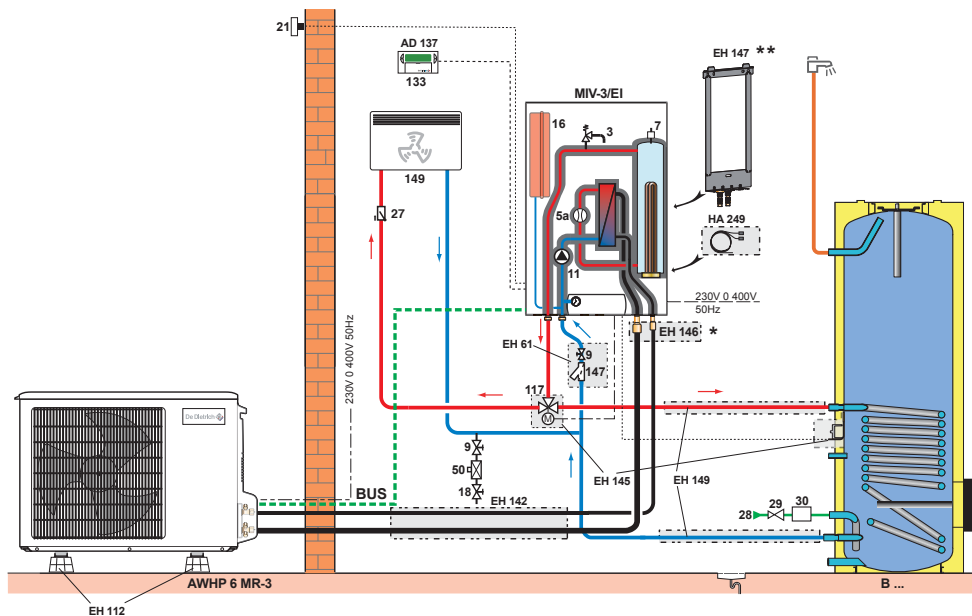 21
AD 137
133
EH 147 **
MIV-3/EI
16
3
7
149
27
5a
HA 249
11
230V 0 400V
50Hz
EH 146 *
EH 61
9
147
230V 0 400V 50Hz
117
M
De Dietrich
9
50
18
BUS
EH 142
EH 145
EH 149
28
29
30
AWHP 6 MR-3
B ...
EH 112